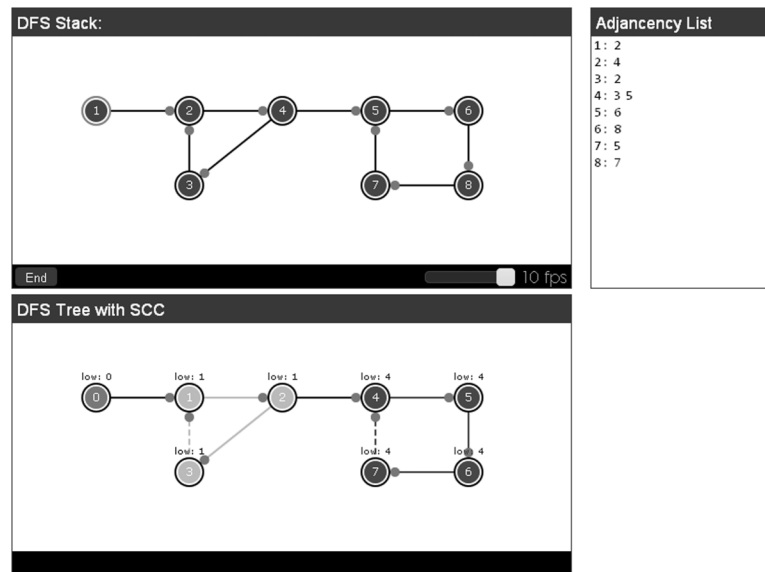 DFS Stack:
1 2 4 5 6
3 7 8
End 10 fps
Adjancency List
1: 2
2: 4
3: 2
4: 3 5
5: 6
6: 8
7: 5
8: 7
DFS Tree with SCC
low: 0 low: 1 low: 1 low: 4 low: 4
0 1 2 4 5
low: 1 low: 4 low: 4
3 7 6